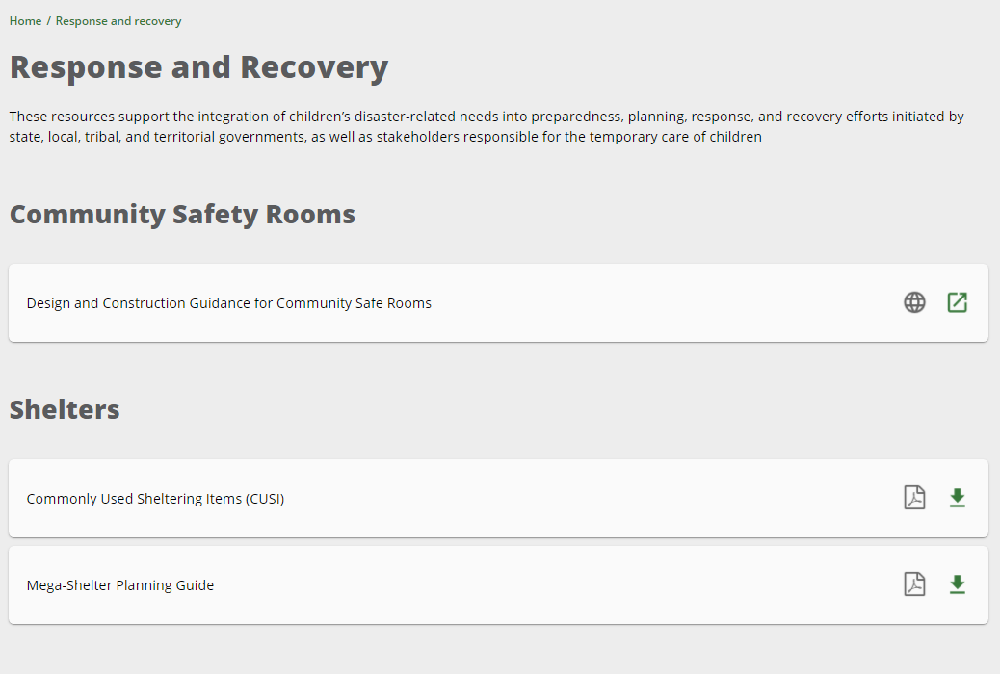 Home / Response and recovery
Response and Recovery
These resources support the integration of children’s disaster-related needs into preparedness, planning, response, and recovery efforts initiated by
state, local, tribal, and territorial governments, as well as stakeholders responsible for the temporary care of children
Community Safety Rooms
Design and Construction Guidance for Community Safe Rooms
Shelters
Commonly Used Sheltering Items (CUSI)
Mega-Shelter Planning Guide